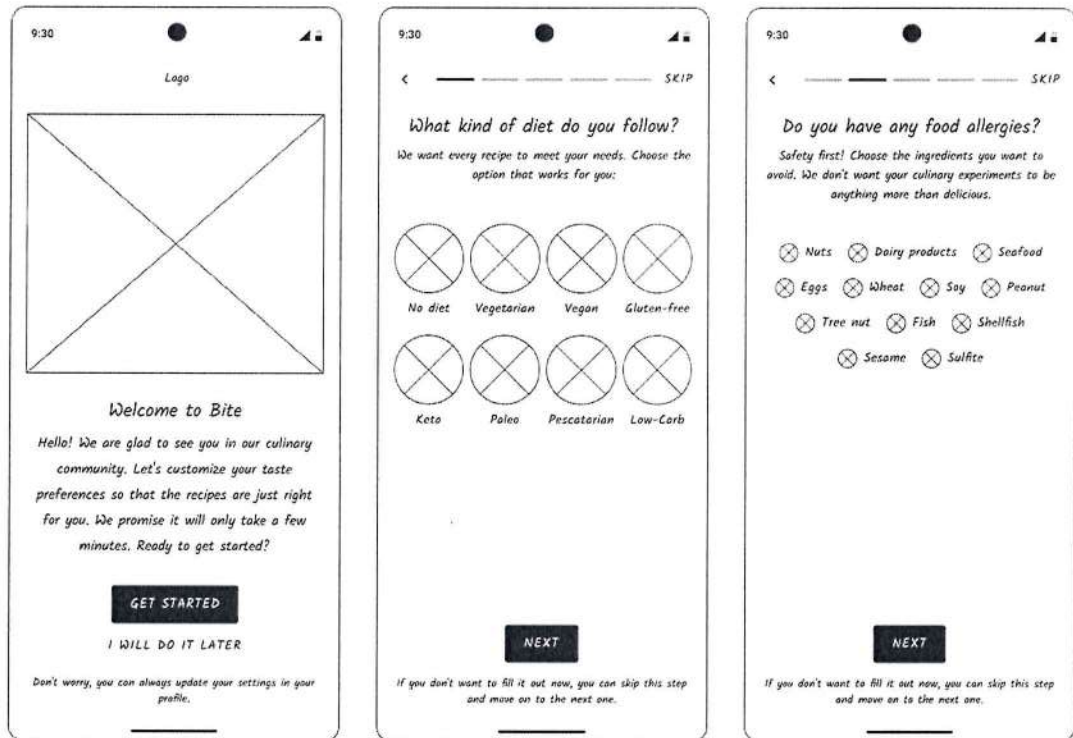 9:30
Logo
Welcome to Bite
Hello! We are glad to see you in our culinary
community. Let's customize your taste
preferences so that the recipes are just right
for you. We promise it will only take a few
minutes. Ready to get started?
GET STARTED
I WILL DO IT LATER
Don't worry, you can always update your settings in your
profile.
9:30
SKIP
What kind of diet do you follow?
We want every recipe to meet your needs. Choose the
option that works for you:
No diet Vegetarian Vegan Gluten-free
Keto Paleo Pescatarian Low-Carb
NEXT
If you don't want to fill it out now, you can skip this step
and move on to the next one.
9:30
SKIP
Do you have any food allergies?
Safety first! Choose the ingredients you want to
avoid. We don't want your culinary experiments to be
anything more than delicious.
Nuts Dairy products Seafood
Eggs Wheat Soy Peanut
Tree nut Fish Shellfish
Sesame Sulfite
NEXT
If you don't want to fill it out now, you can skip this step
and move on to the next one.